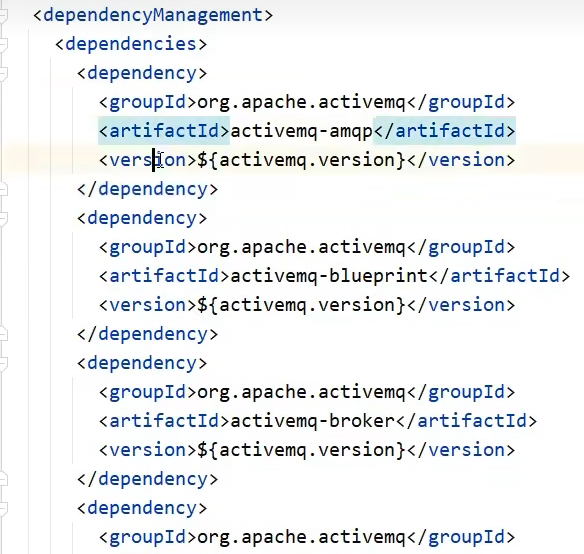 <dependencyManagement>
<dependencies>
<dependency>
<groupId>org.apache.activemq</groupId>
<artifactId>activemq-amqp</artifactId>
<version>${activemq.version}</version>
</dependency>
<dependency>
<groupId>org.apache.activemq</groupId>
<artifactId>activemq-blueprint</artifactId>
<version>${activemq.version}</version>
</dependency>
<dependency>
<groupId>org.apache.activemq</groupId>
<artifactId>activemq-broker</artifactId>
<version>${activemq.version}</version>
</dependency>
<dependency>
<groupId>org.apache.activemq</groupId>